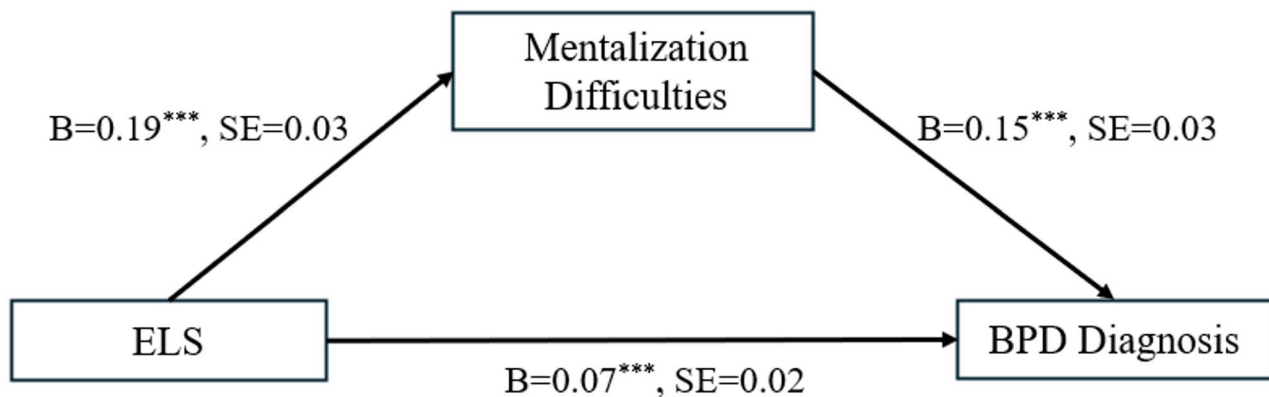 Mentalization
Difficulties
B=0.19***, SE=0.03
B=0.15***, SE=0.03
ELS
BPD Diagnosis
B=0.07***, SE=0.02